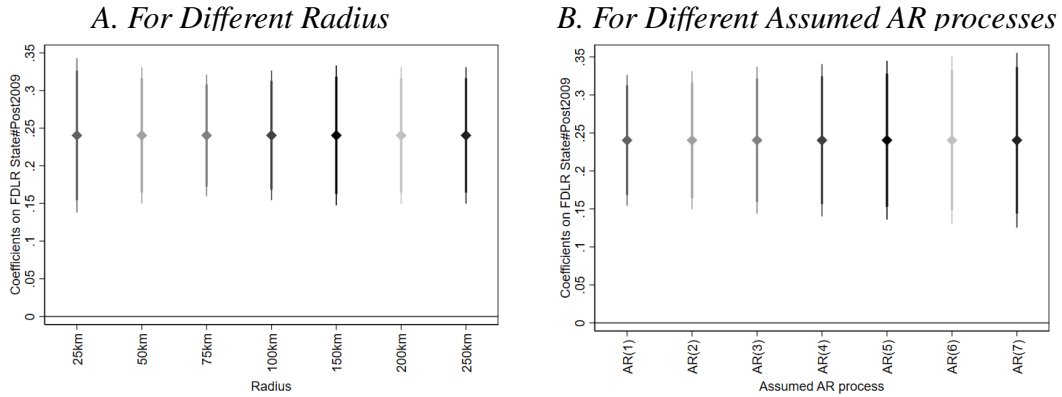 A. For Different Radius
Coefficients on FDLR State#Post2009
0 .05 .1 .15 .2 .25 .3 .35
25km 50km 75km 100km 150km 200km 250km
Radius
B. For Different Assumed AR processes
Coefficients on FDLR State#Post2009
0 .05 .1 .15 .2 .25 .3 .35
AR(1) AR(2) AR(3) AR(4) AR(5) AR(6) AR(7)
Assumed AR process